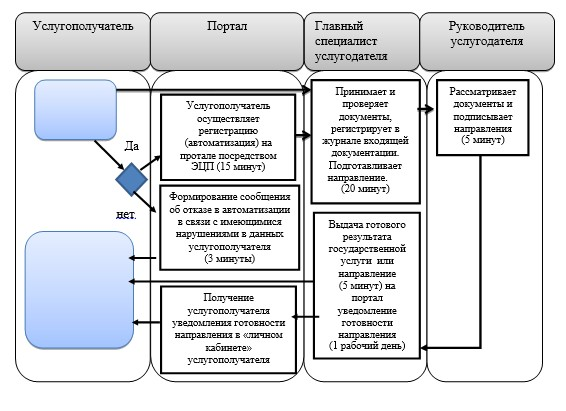 Услугополучатель
Портал
Главный
специалист
услугодателя
Руководитель
услугодателя
Да
нет.
Услугополучатель
осуществляет
регистрацию
(автоматизация) на
протале посредством
ЭЦП (15 минут)
Формирование сообщения
об отказе в автоматизации
в связи с имеющимися
нарушениями в данных
услугополучателя
(3 минуты)
Получение
услугополучателя
уведомления готовности
направления в «личном
кабинете»
услугополучателя
Принимает и
проверяет
документы,
регистрирует в
журнале входящей
документации.
Подготавливает
направление.
(20 минут)
Выдача готового
результата
государственной
услуги или
направление
(5 минут) на
портал
уведомление
готовности
направления
(1 рабочий день)
Рассматривает
документы и
подписывает
направления
(5 минут)